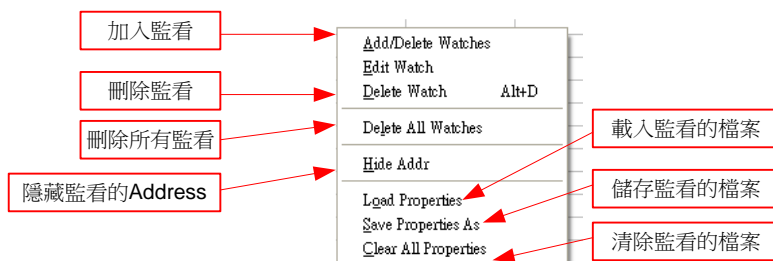 加入監看
刪除監看
刪除所有監看
隱藏監看的Address
Add/Delete Watches
Edit Watch
Delete Watch Alt+D
Delete All Watches
Hide Addr
Load Properties
Save Properties As
Clear All Properties
載入監看的檔案
儲存監看的檔案
清除監看的檔案